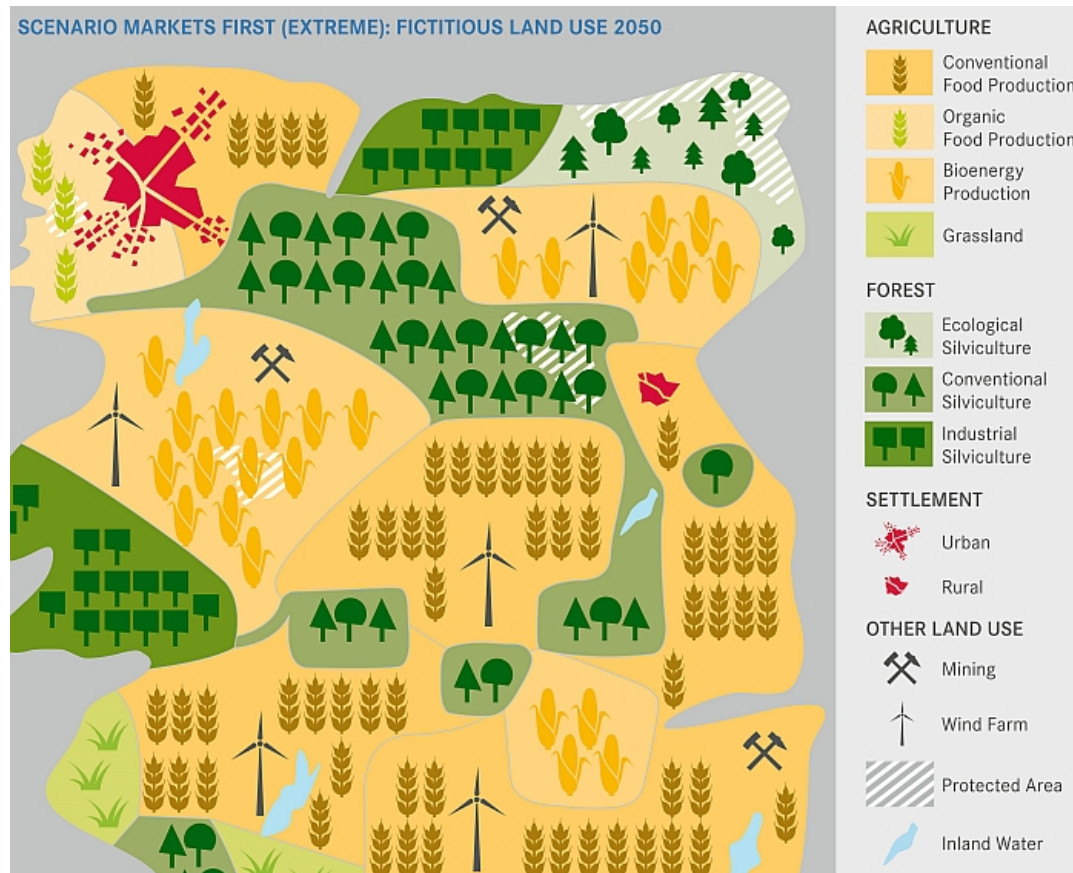 SCENARIO MARKETS FIRST (EXTREME): FICTITIOUS LAND USE 2050
AGRICULTURE
Conventional
Food Production
Organic
Food Production
Bioenergy
Production
Grassland
FOREST
Ecological
Silviculture
Conventional
Silviculture
Industrial
Silviculture
SETTLEMENT
Urban
Rural
OTHER LAND USE
Mining
Wind Farm
Protected Area
Inland Water